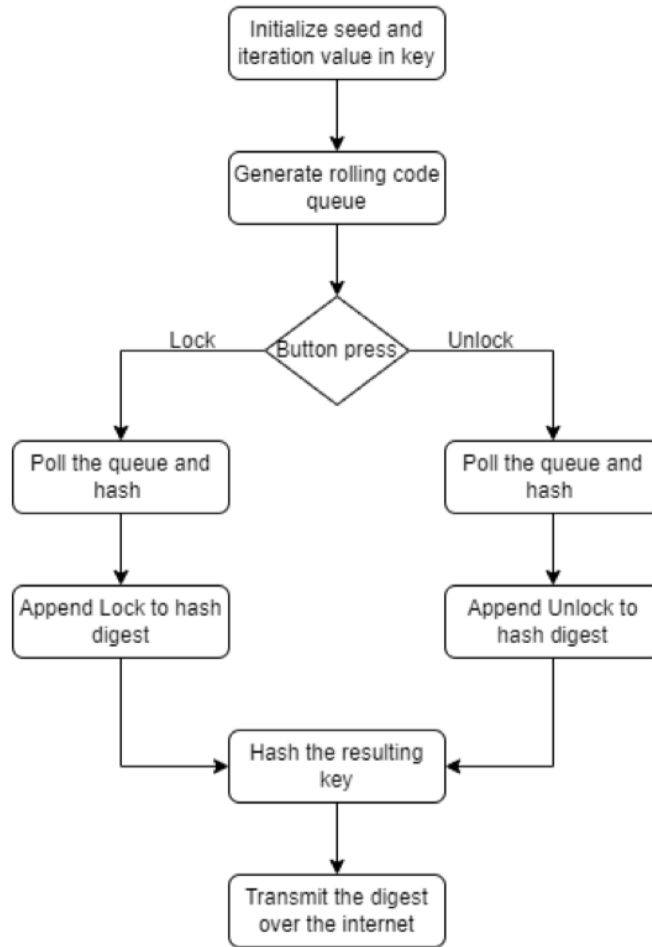 Initialize seed and
iteration value in key
Generate rolling code
queue
Lock
Button press
Unlock
Poll the queue and
hash
Poll the queue and
hash
Append Lock to hash
digest
Append Unlock to
hash digest
Hash the resulting
key
Transmit the digest
over the internet